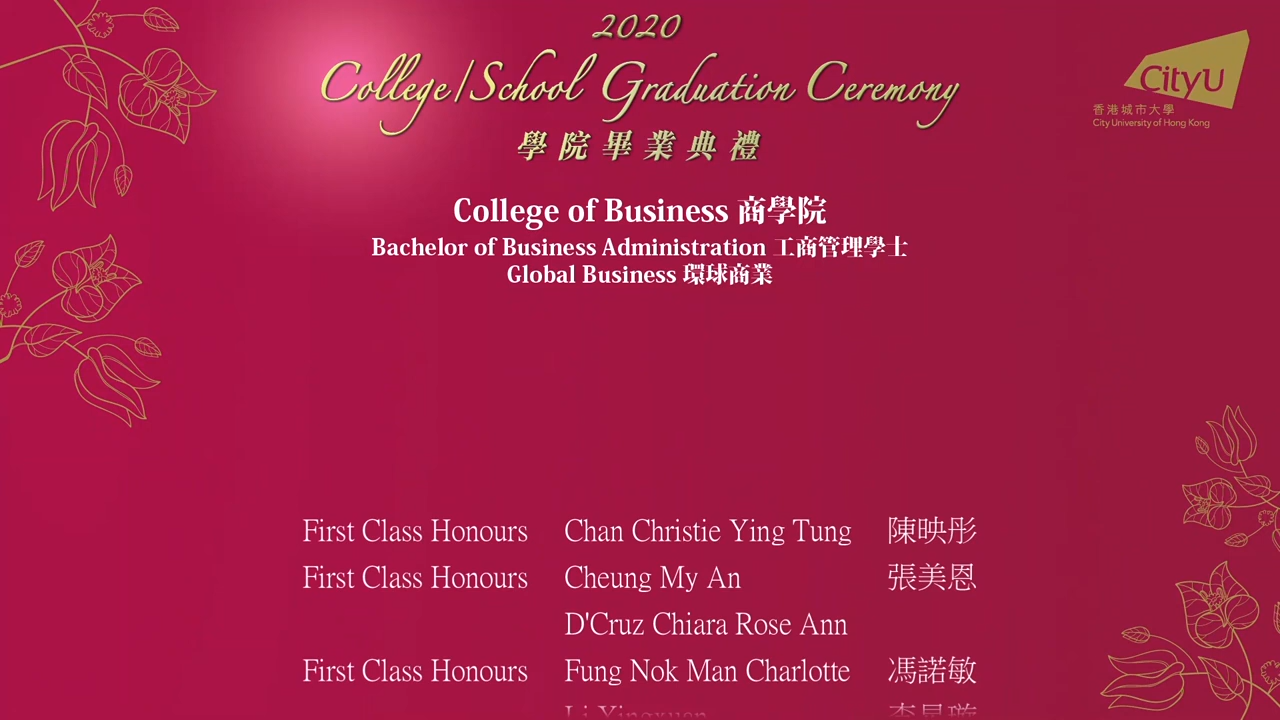 2020
College/School Graduation Ceremony
學院畢業典禮
CityU
香港城市大學
City University of Hong Kong
College of Business 商學院
Bachelor of Business Administration 工商管理學士
Global Business 環球商業
First Class Honours Chan Christie Ying Tung 陳映彤
First Class Honours Cheung My An 張美恩
D'Cruz Chiara Rose Ann
First Class Honours Fung Nok Man Charlotte 馮諾敏
Li Yingxuan